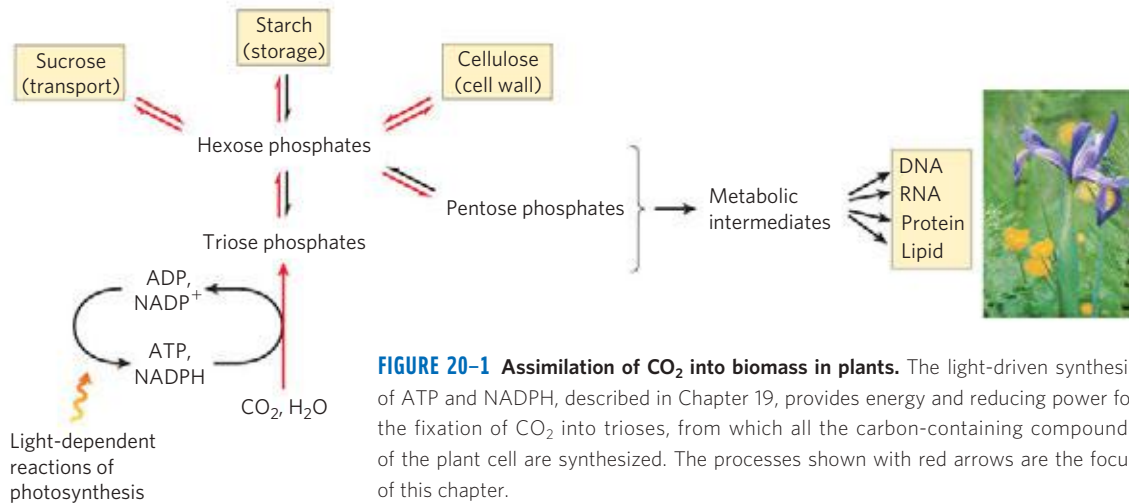 Starch
(storage)
Sucrose
(transport)
Cellulose
(cell wall)
Hexose phosphates
Pentose phosphates
Metabolic
intermediates
DNA
RNA
Protein
Lipid
Triose phosphates
ADP,
NADP+
ATP,
NADPH
CO2, H2O
Light-dependent
reactions of
photosynthesis
FIGURE 20–1 Assimilation of CO2 into biomass in plants. The light-driven synthesi
of ATP and NADPH, described in Chapter 19, provides energy and reducing power fo
the fixation of CO2 into trioses, from which all the carbon-containing compound
of the plant cell are synthesized. The processes shown with red arrows are the focu
of this chapter.